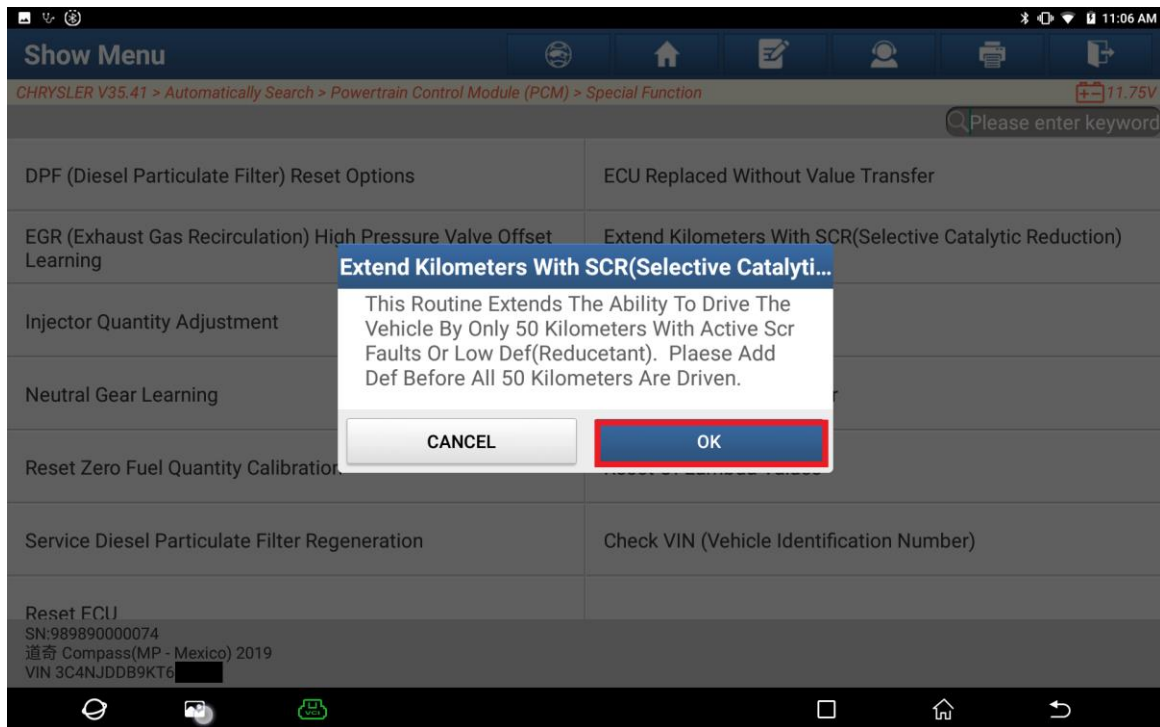 11:06 AM
Show Menu
CHRYSLER V35.41 > Automatically Search > Powertrain Control Module (PCM) > Special Function
11.75V
Please enter keyword
DPF (Diesel Particulate Filter) Reset Options
ECU Replaced Without Value Transfer
EGR (Exhaust Gas Recirculation) High Pressure Valve Offset
Learning
Extend Kilometers With SCR(Selective Catalytic Reduction)
Extend Kilometers With SCR(Selective Catalyti...
This Routine Extends The Ability To Drive The
Vehicle By Only 50 Kilometers With Active Scr
Faults Or Low Def(Reducetant). Plaese Add
Def Before All 50 Kilometers Are Driven.
CANCEL
OK
Injector Quantity Adjustment
Neutral Gear Learning
Reset Zero Fuel Quantity Calibration
Service Diesel Particulate Filter Regeneration
Check VIN (Vehicle Identification Number)
Reset ECU
SN:989890000074
道奇 Compass(MP - Mexico) 2019
VIN 3C4NJDDB9KT6
VCI